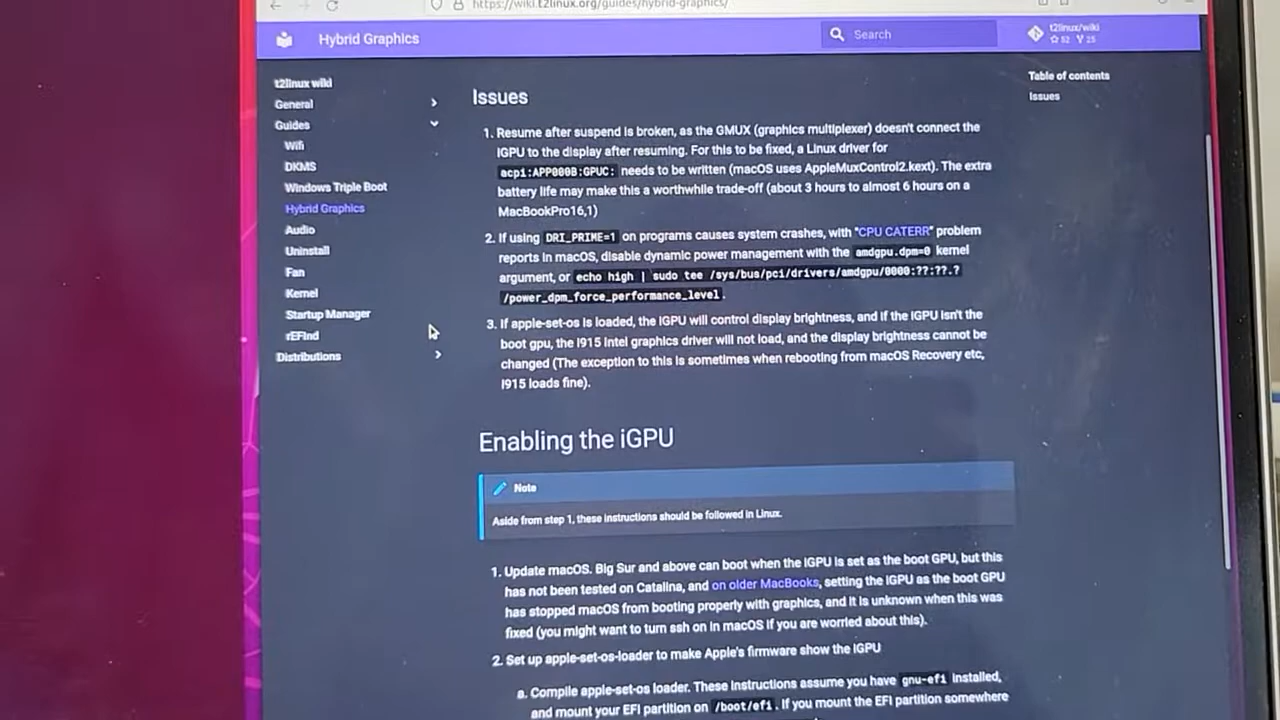 https://wiki.t2linux.org/guides/hybrid-graphics/
Hybrid Graphics
Search
t2linux/wiki
52 25
t2linux wiki
General
Guides
Wifi
DKMS
Windows Triple Boot
Hybrid Graphics
Audio
Uninstall
Fan
Kernel
Startup Manager
rEFInd
Distributions
Issues
1. Resume after suspend is broken, as the GMUX (graphics multiplexer) doesn't connect the
IGPU to the display after resuming. For this to be fixed, a Linux driver for
acpi:APP000B:GPUC: needs to be written (macOS uses AppleMuxControl2.kext). The extra
battery life may make this a worthwhile trade-off (about 3 hours to almost 6 hours on a
MacBookPro16,1)
2. If using DRI_PRIME=1 on programs causes system crashes, with "CPU CATERR" problem
reports in macOS, disable dynamic power management with the amdgpu.dpm=0 kernel
argument, or echo high | sudo tee /sys/bus/pci/drivers/amdgpu/0000:??:??.?
/power_dpm_force_performance_level.
3. If apple-set-os is loaded, the IGPU will control display brightness, and if the IGPU isn't the
boot gpu, the I915 Intel graphics driver will not load, and the display brightness cannot be
changed (The exception to this is sometimes when rebooting from macOS Recovery etc,
I915 loads fine).
Enabling the iGPU
Note
Aside from step 1, these instructions should be followed in Linux.
1. Update macOS. Big Sur and above can boot when the IGPU is set as the boot GPU, but this
has not been tested on Catalina, and on older MacBooks, setting the IGPU as the boot GPU
has stopped macOS from booting properly with graphics, and it is unknown when this was
fixed (you might want to turn ssh on in macOS if you are worried about this).
2. Set up apple-set-os-loader to make Apple's firmware show the IGPU
a. Compile apple-set-os loader. These instructions assume you have gnu-efi installed,
and mount your EFI partition on /boot/efi. If you mount the EFI partition somewhere
Table of contents
Issues